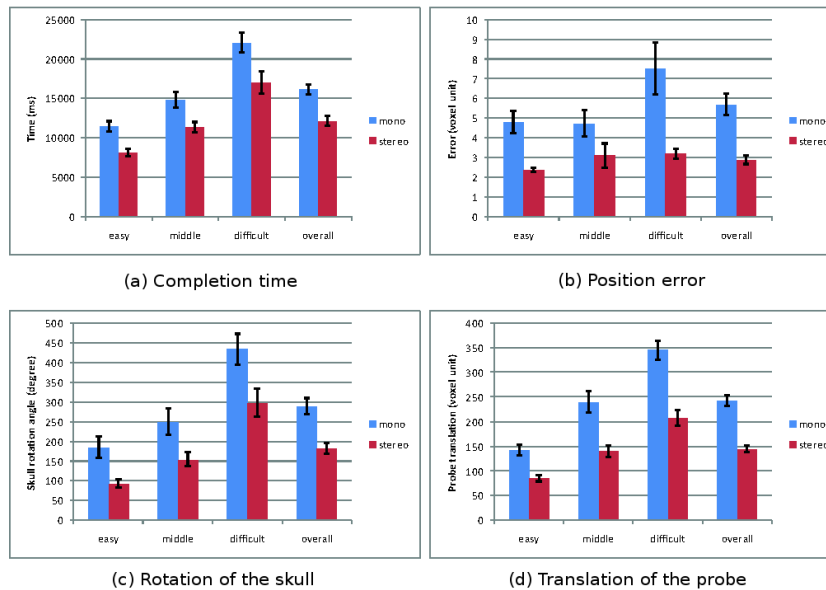 25000
20000
15000
10000
5000
0
Time (ms)
easy middle difficult overall
mono
stereo
(a) Completion time
10
9
8
7
6
5
4
3
2
1
0
Error (voxel unit)
easy middle difficult overall
mono
stereo
(b) Position error
500
450
400
350
300
250
200
150
100
50
0
Skull rotation angle (degree)
easy middle difficult overall
mono
stereo
(c) Rotation of the skull
400
350
300
250
200
150
100
50
0
Probe translation (voxel unit)
easy middle difficult overall
mono
stereo
(d) Translation of the probe